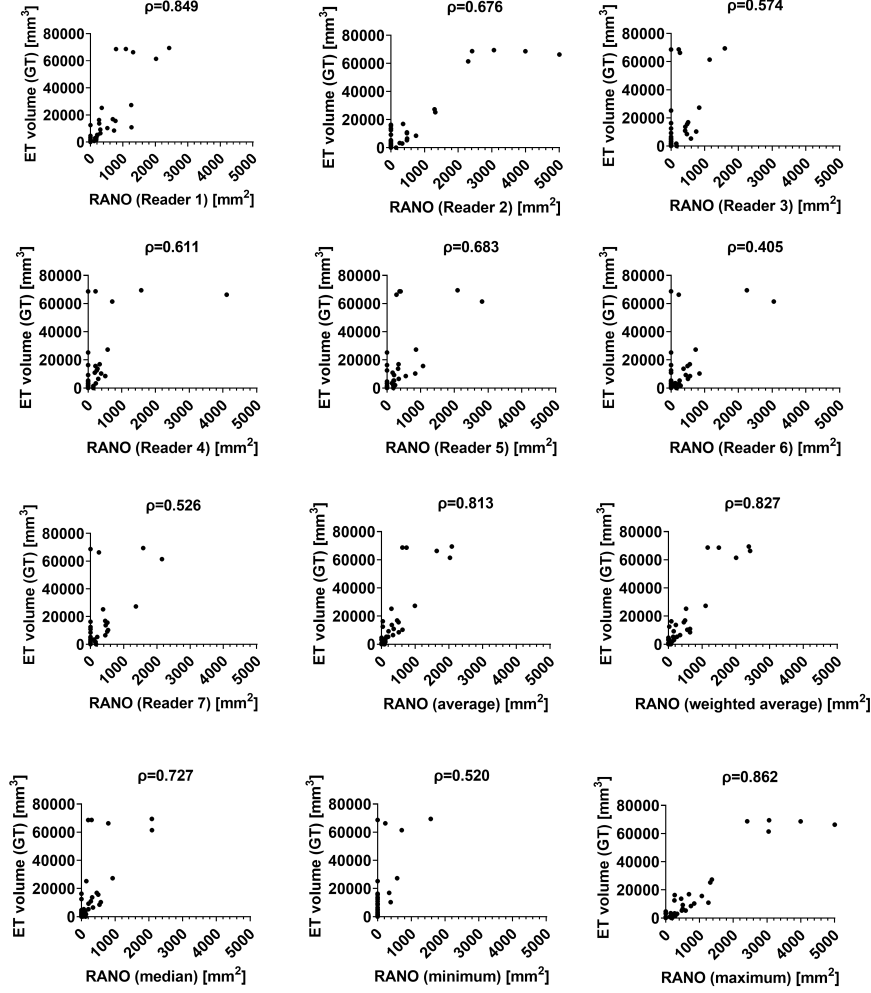 ρ=0.849
ET volume (GT) [mm³]
80000
60000
40000
20000
0
0 1000 2000 3000 4000 5000
RANO (Reader 1) [mm²]
ρ=0.676
ET volume (GT) [mm³]
80000
60000
40000
20000
0
0 1000 2000 3000 4000 5000
RANO (Reader 2) [mm²]
ρ=0.574
ET volume (GT) [mm³]
80000
60000
40000
20000
0
0 1000 2000 3000 4000 5000
RANO (Reader 3) [mm²]
ρ=0.611
ET volume (GT) [mm³]
80000
60000
40000
20000
0
0 1000 2000 3000 4000 5000
RANO (Reader 4) [mm²]
ρ=0.683
ET volume (GT) [mm³]
80000
60000
40000
20000
0
0 1000 2000 3000 4000 5000
RANO (Reader 5) [mm²]
ρ=0.405
ET volume (GT) [mm³]
80000
60000
40000
20000
0
0 1000 2000 3000 4000 5000
RANO (Reader 6) [mm²]
ρ=0.526
ET volume (GT) [mm³]
80000
60000
40000
20000
0
0 1000 2000 3000 4000 5000
RANO (Reader 7) [mm²]
ρ=0.813
ET volume (GT) [mm³]
80000
60000
40000
20000
0
0 1000 2000 3000 4000 5000
RANO (average) [mm²]
ρ=0.827
ET volume (GT) [mm³]
80000
60000
40000
20000
0
0 1000 2000 3000 4000 5000
RANO (weighted average) [mm²]
ρ=0.727
ET volume (GT) [mm³]
80000
60000
40000
20000
0
0 1000 2000 3000 4000 5000
RANO (median) [mm²]
ρ=0.520
ET volume (GT) [mm³]
80000
60000
40000
20000
0
0 1000 2000 3000 4000 5000
RANO (minimum) [mm²]
ρ=0.862
ET volume (GT) [mm³]
80000
60000
40000
20000
0
0 1000 2000 3000 4000 5000
RANO (maximum) [mm²]